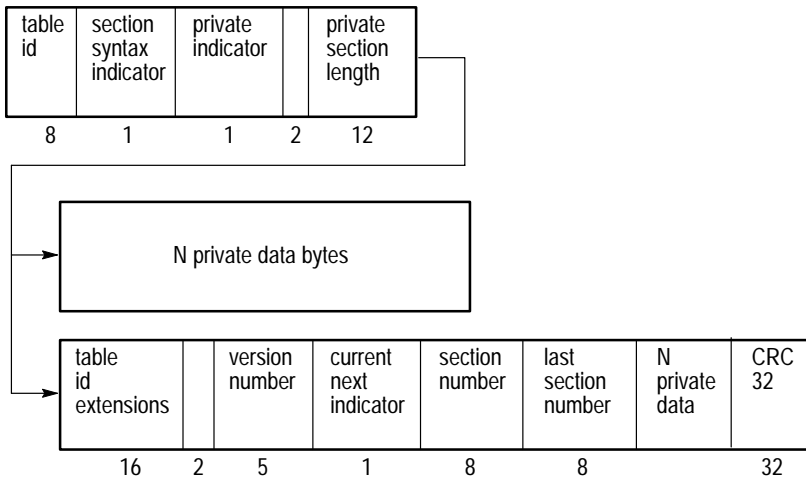 table
id
section
syntax
indicator
private
indicator
private
section
length
8
1
1
2
12
N private data bytes
table
id
extensions
version
number
current
next
indicator
section
number
last
section
number
N
private
data
CRC
32
16
2
5
1
8
8
32